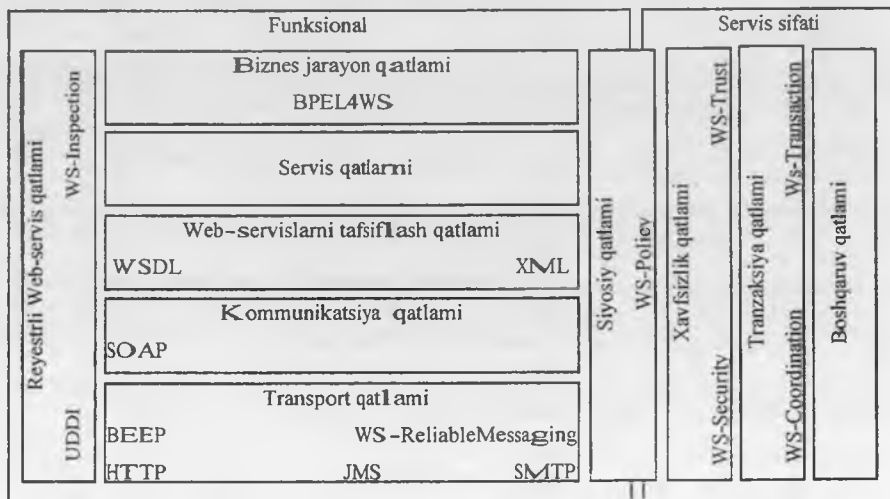 Funksional
Servis sifati
Reyestrli Web-servis qatlami
WS-Inspection
UDDI
Biznes jarayon qatlami
BPEL4WS
Servis qatlarni
Web-servislarni tafsiflash qatlami
WSDL XML
Kommunikatsiya qatlami
SOAP
Transport qatlami
BEEP WS-ReliableMessaging
HTTP JMS SMTP
Siyosiy qatlami
WS-Policy
Xavfsizlik qatlami
WS-Trust
WS-Security
Tranzaksiya qatlami
Ws-Transaction
WS-Coordination
Boshqaruv qatlami